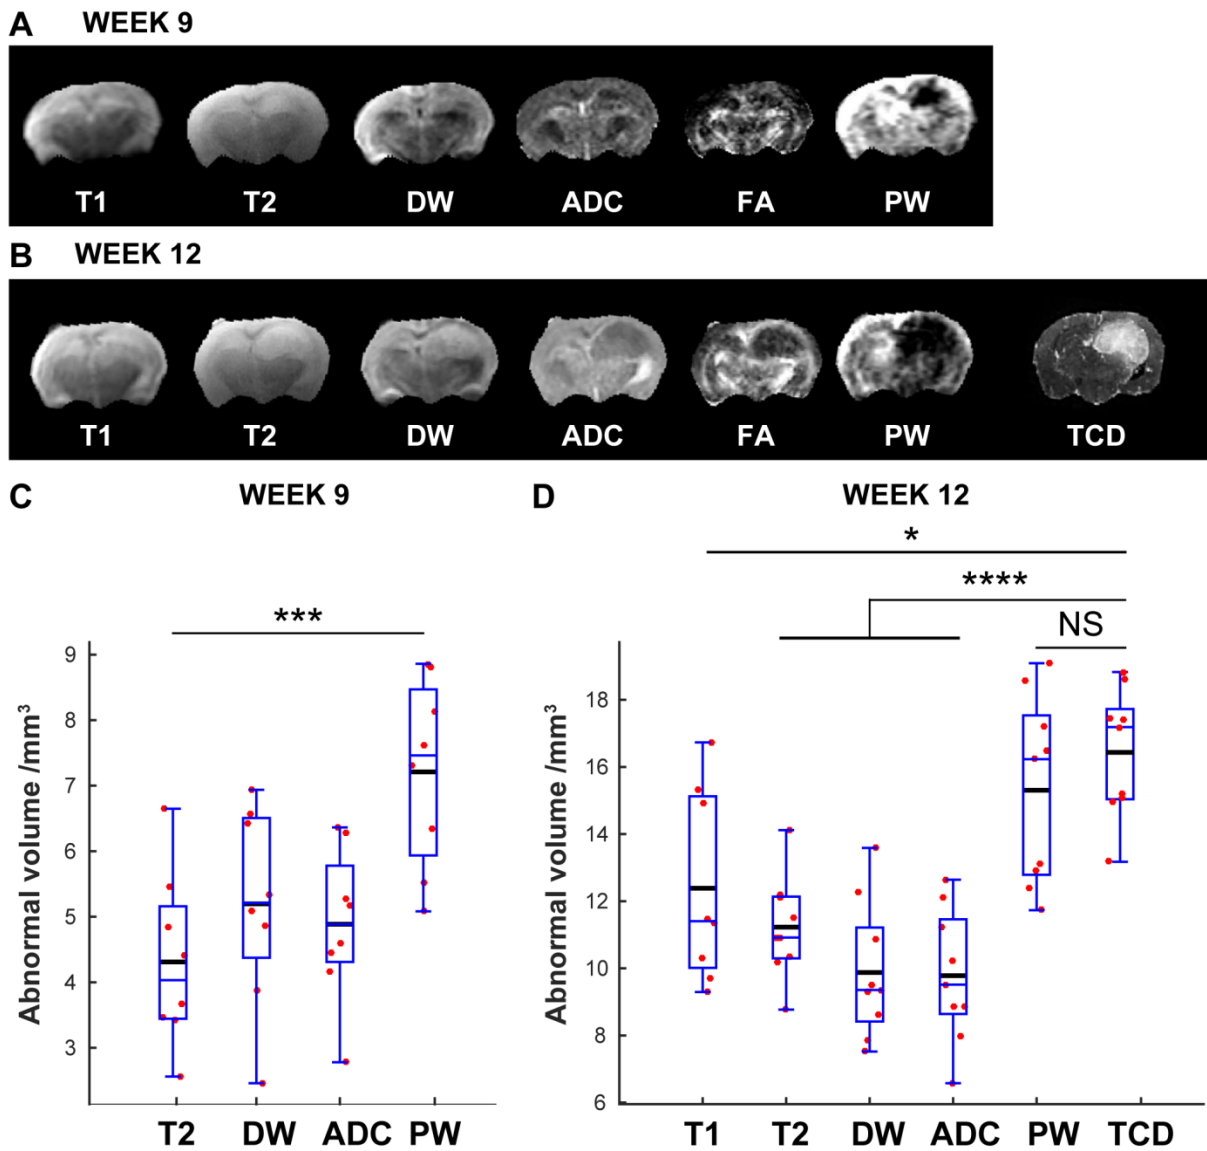 A WEEK 9
T1 T2 DW ADC FA PW
B WEEK 12
T1 T2 DW ADC FA PW TCD
C WEEK 9
***
Abnormal volume /mm³
9
8
7
6
5
4
3
T2 DW ADC PW
D WEEK 12
*
****
NS
Abnormal volume /mm³
18
16
14
12
10
8
6
T1 T2 DW ADC PW TCD